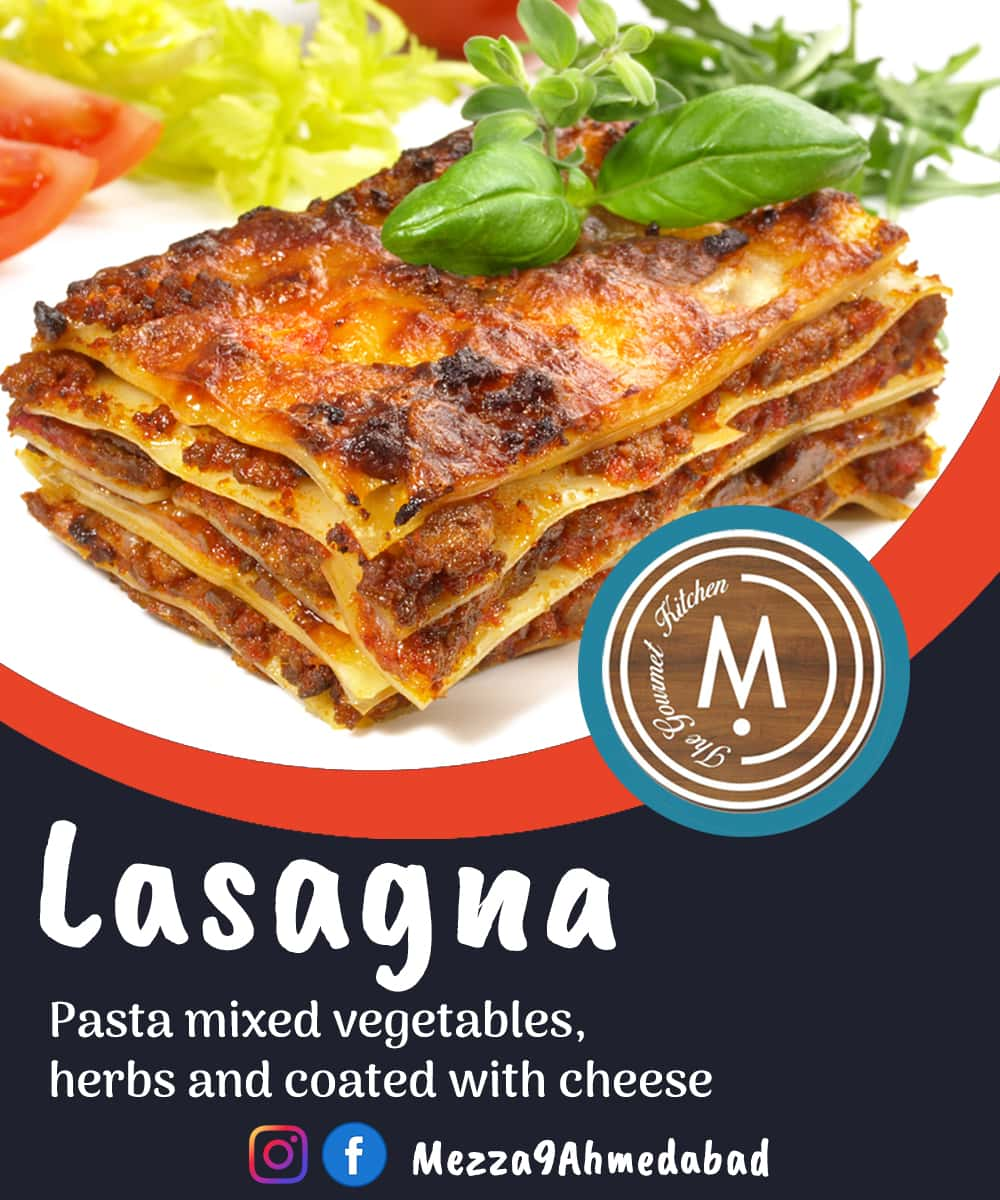 The Gourmet Kitchen
M
Lasagna
Pasta mixed vegetables,
herbs and coated with cheese
Mezza9Ahmedabad